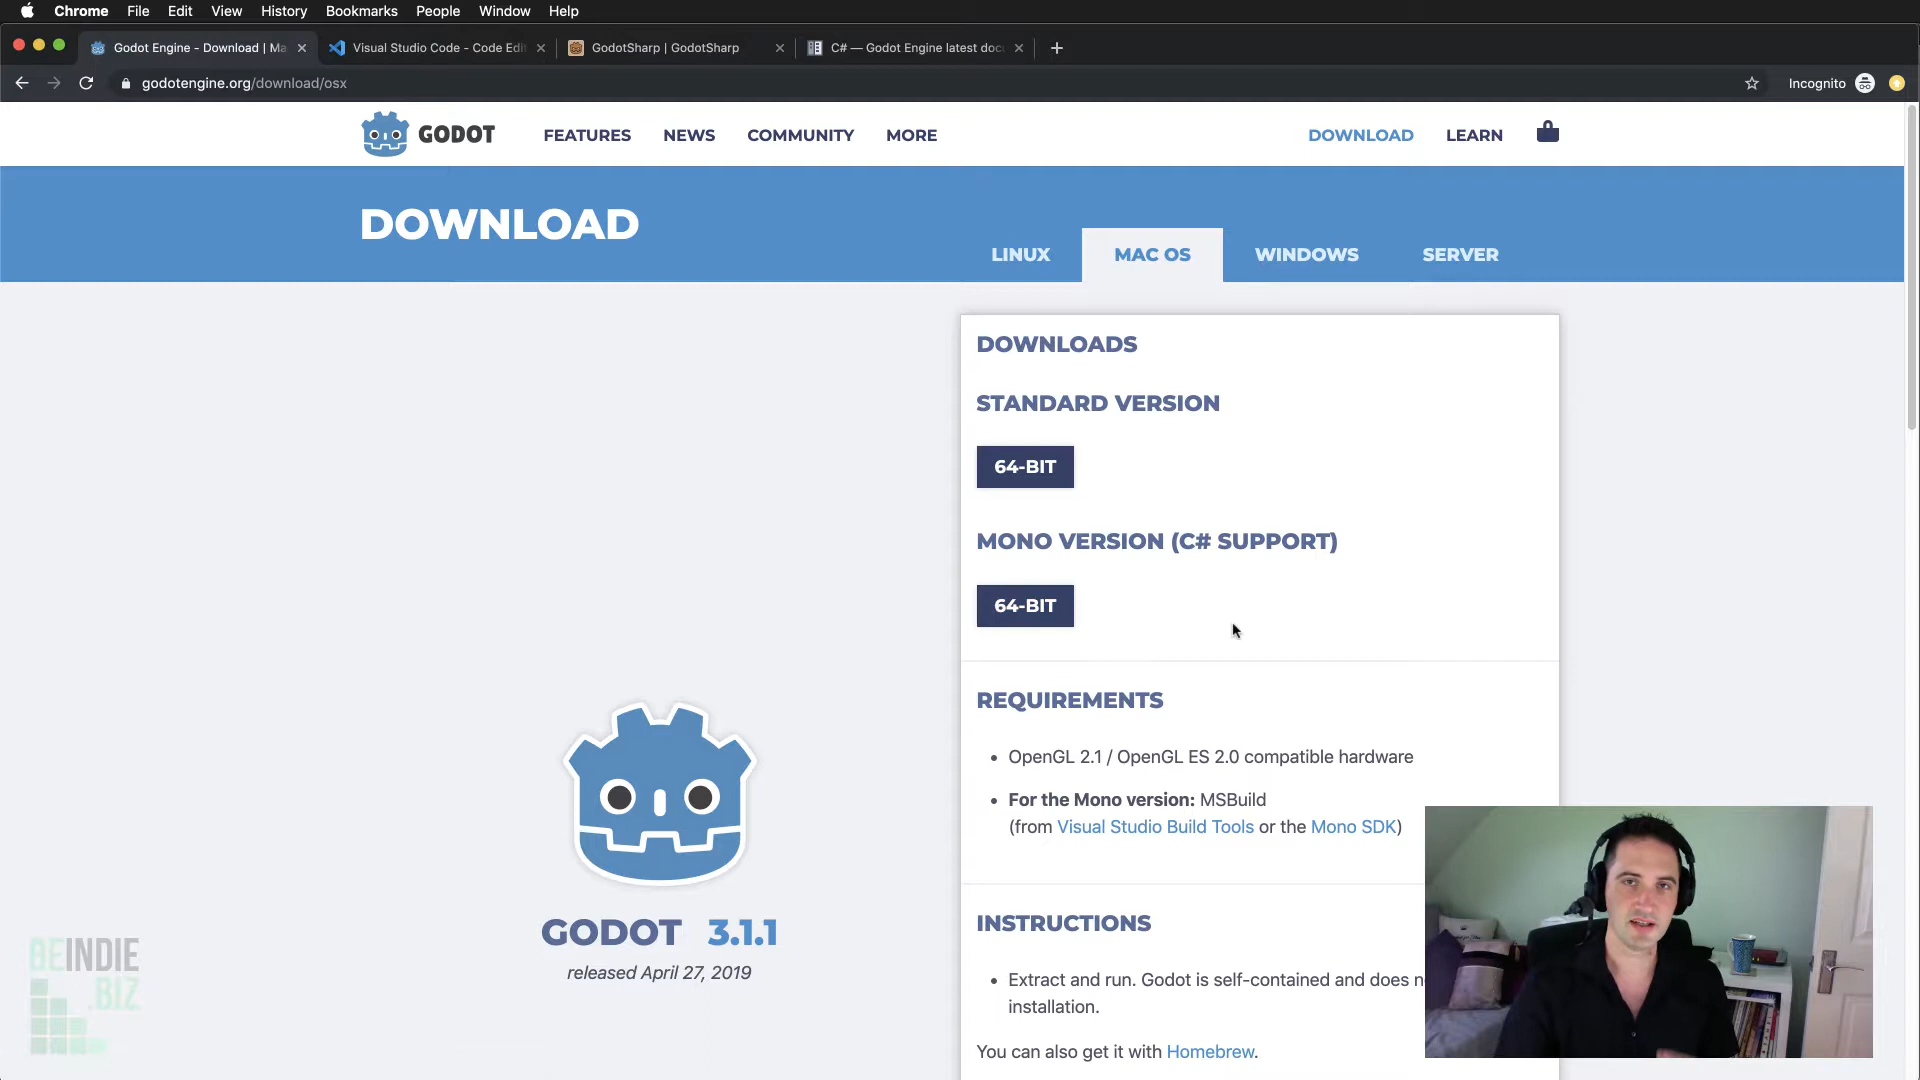 Chrome File Edit View History Bookmarks People Window Help
Godot Engine - Download | Ma
Visual Studio Code - Code Edit
GodotSharp | GodotSharp
C# — Godot Engine latest doc
godotengine.org/download/osx
Incognito
GODOT
FEATURES NEWS COMMUNITY MORE
DOWNLOAD LEARN
DOWNLOAD
LINUX MAC OS WINDOWS SERVER
DOWNLOADS
STANDARD VERSION
64-BIT
MONO VERSION (C# SUPPORT)
64-BIT
REQUIREMENTS
• OpenGL 2.1 / OpenGL ES 2.0 compatible hardware
• For the Mono version: MSBuild
(from Visual Studio Build Tools or the Mono SDK)
GODOT 3.1.1
released April 27, 2019
INSTRUCTIONS
• Extract and run. Godot is self-contained and does n
installation.
You can also get it with Homebrew.
BEINDIE
.BIZ